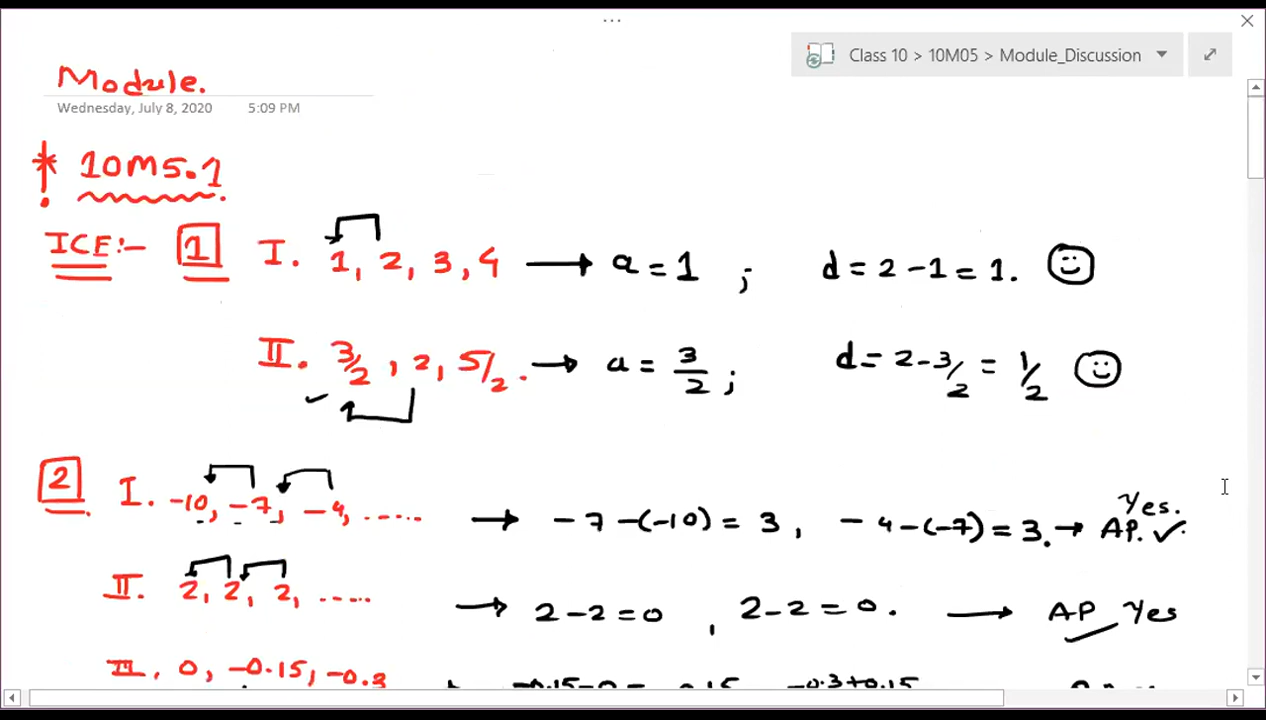 ...
Class 10 > 10M05 > Module_Discussion
Module.
Wednesday, July 8, 2020 5:09 PM
* 10M5.1
ICE:- 1 I. 1, 2, 3, 4 → a = 1 ; d = 2 - 1 = 1.
II. 3/2, 2, 5/2. → a = 3/2; d = 2 - 3/2 = 1/2
2 I. -10, -7, -4, ...... → -7 -(-10) = 3, -4 -(-7) = 3. → Yes. AP. ✓
II. 2, 2, 2, ...... → 2 - 2 = 0, 2 - 2 = 0. → AP Yes
III. 0, -0.15, -0.3